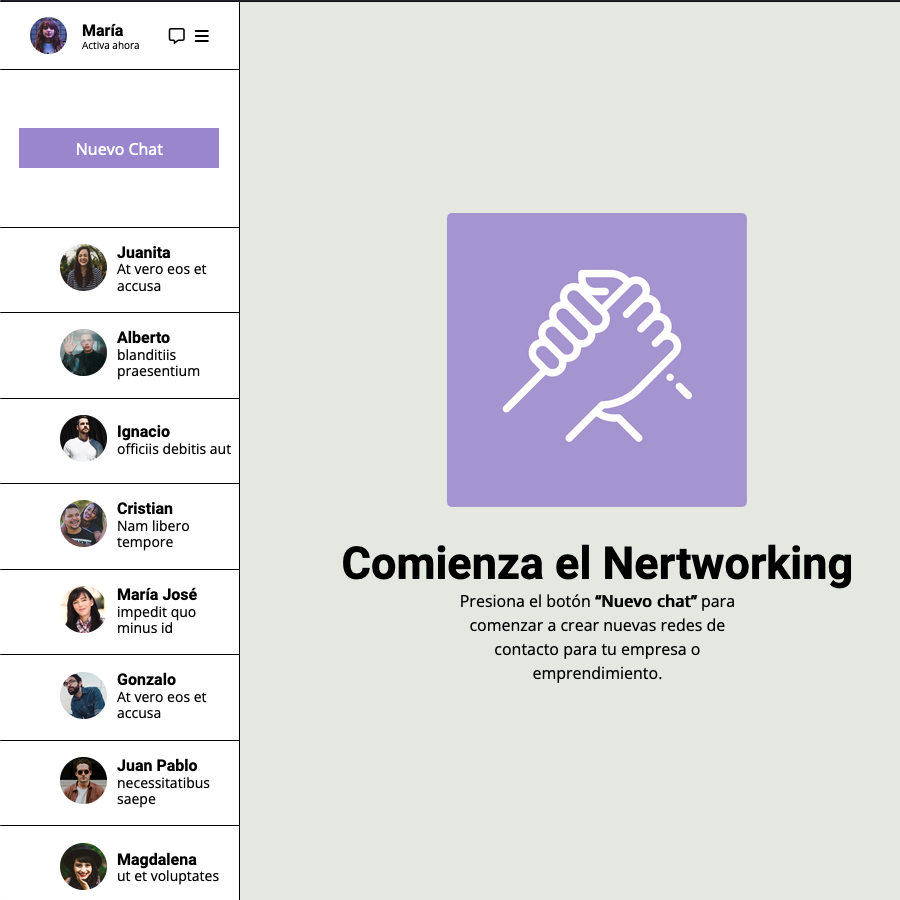 María
Activa ahora
Nuevo Chat
Juanita
At vero eos et
accusa
Alberto
blanditiis
praesentium
Ignacio
officiis debitis aut
Cristian
Nam libero
tempore
María José
impedit quo
minus id
Gonzalo
At vero eos et
accusa
Juan Pablo
necessitatibus
saepe
Magdalena
ut et voluptates
Comienza el Nertworking
Presiona el botón “Nuevo chat” para
comenzar a crear nuevas redes de
contacto para tu empresa o
emprendimiento.